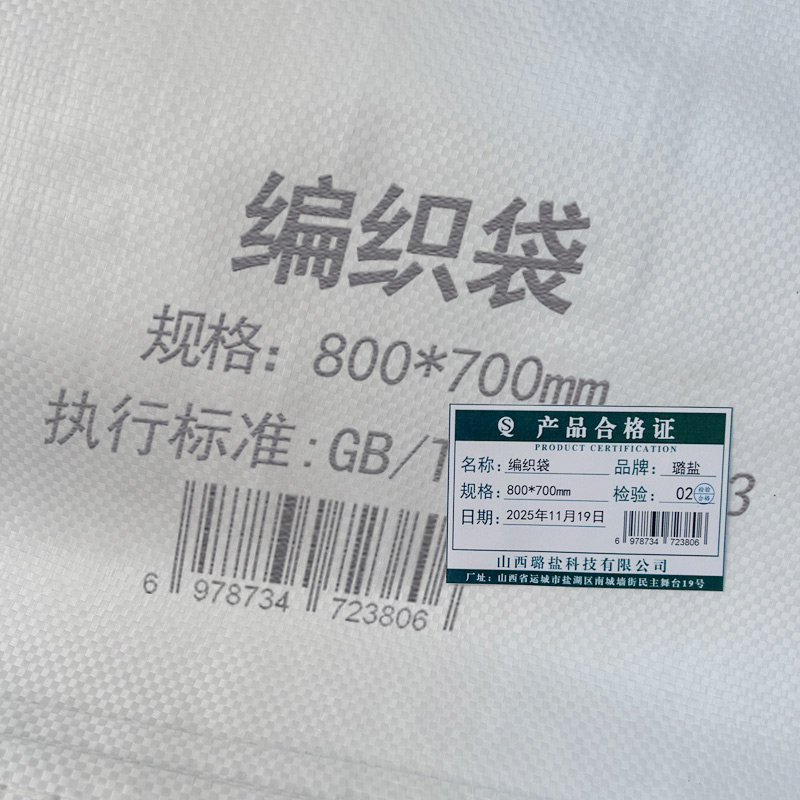 编织袋
规格：800*700mm
执行标准:GB/T
3
6 978734 723806
产品合格证
PRODUCT CERTIFICATION
名称：编织袋 品牌：璐盐
规格：800*700mm 检验：02 检验合格
日期：2025年11月19日
6 978734 723806
山西璐盐科技有限公司
厂址：山西省运城市盐湖区南城墙街民主舞台19号